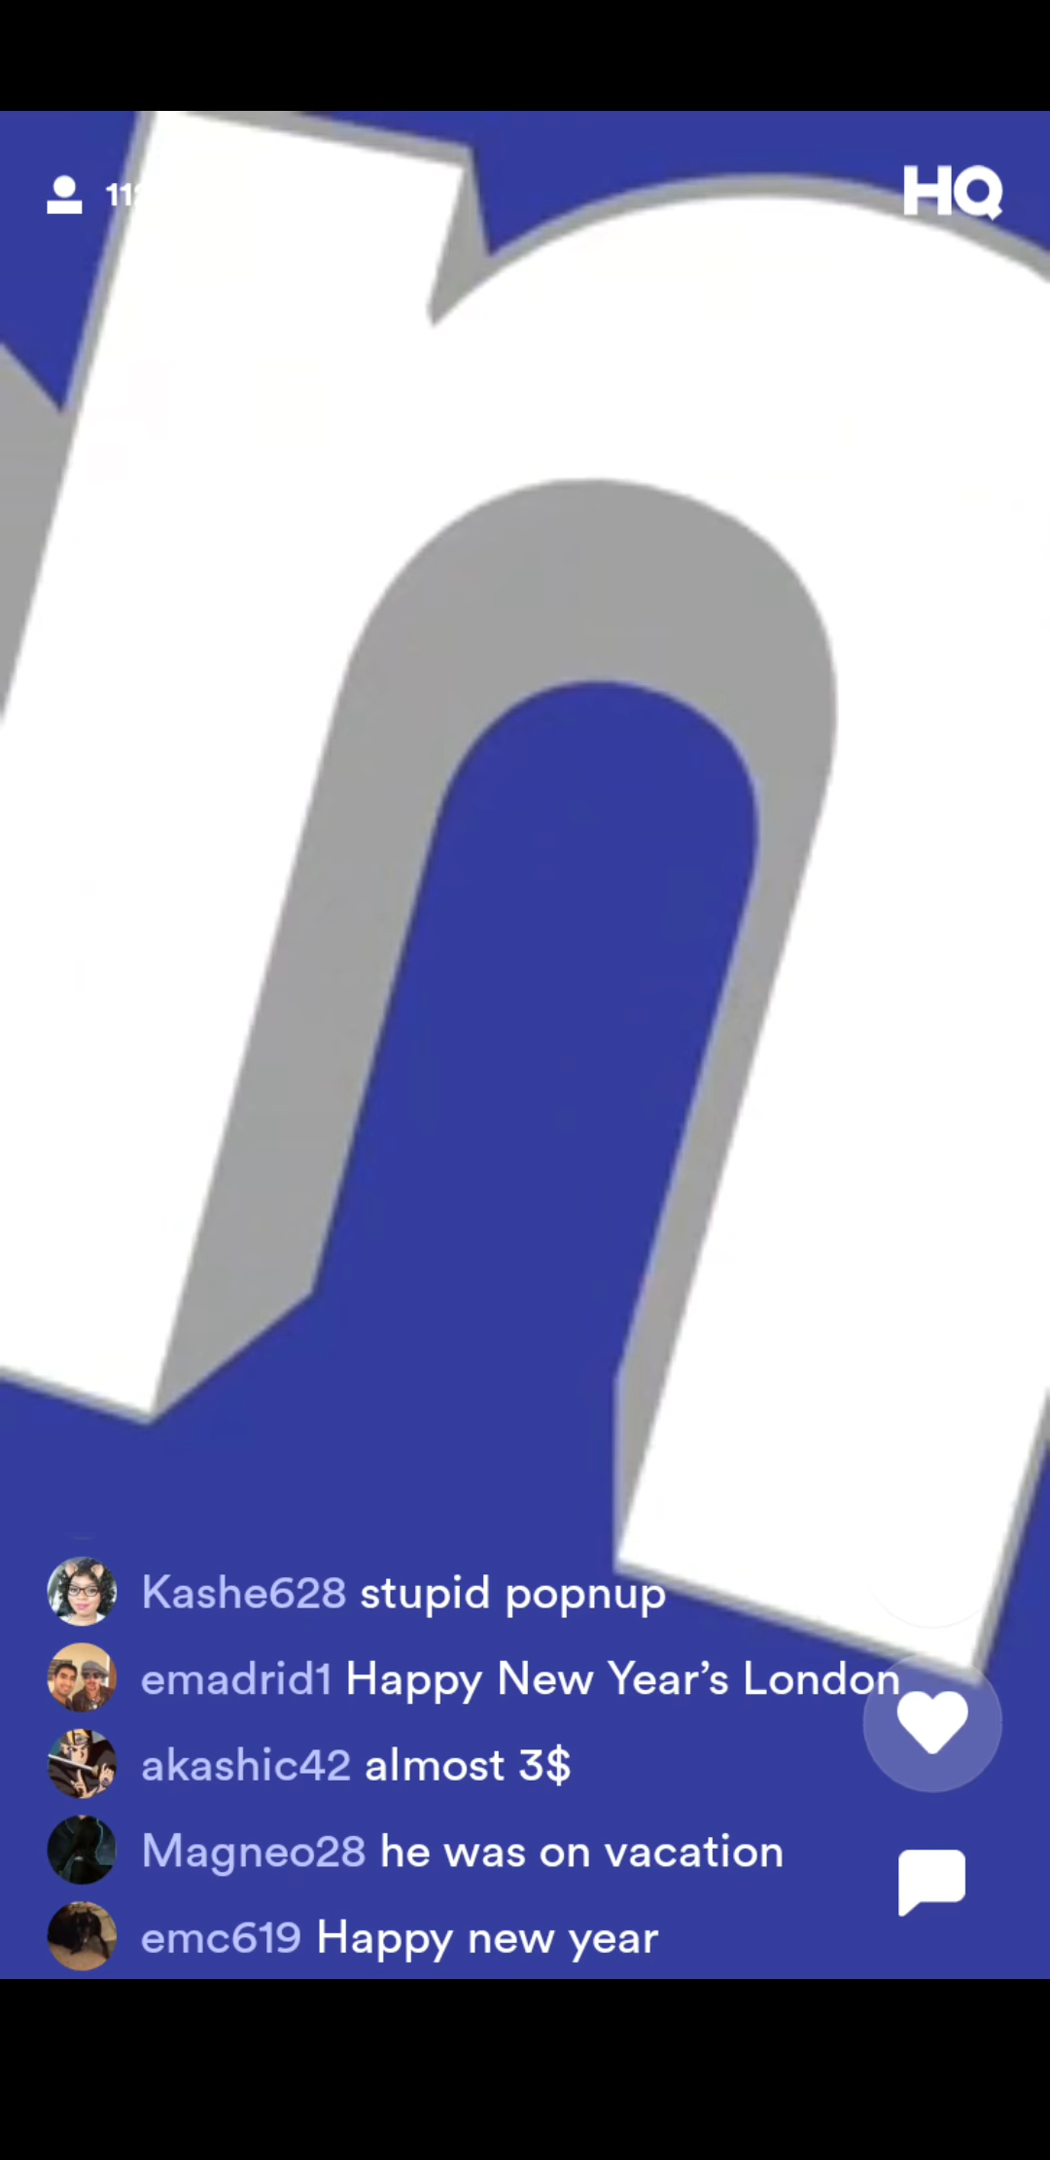 HQ
n
Kashe628 stupid popnup
emadrid1 Happy New Year’s London
akashic42 almost 3$
Magneo28 he was on vacation
emc619 Happy new year